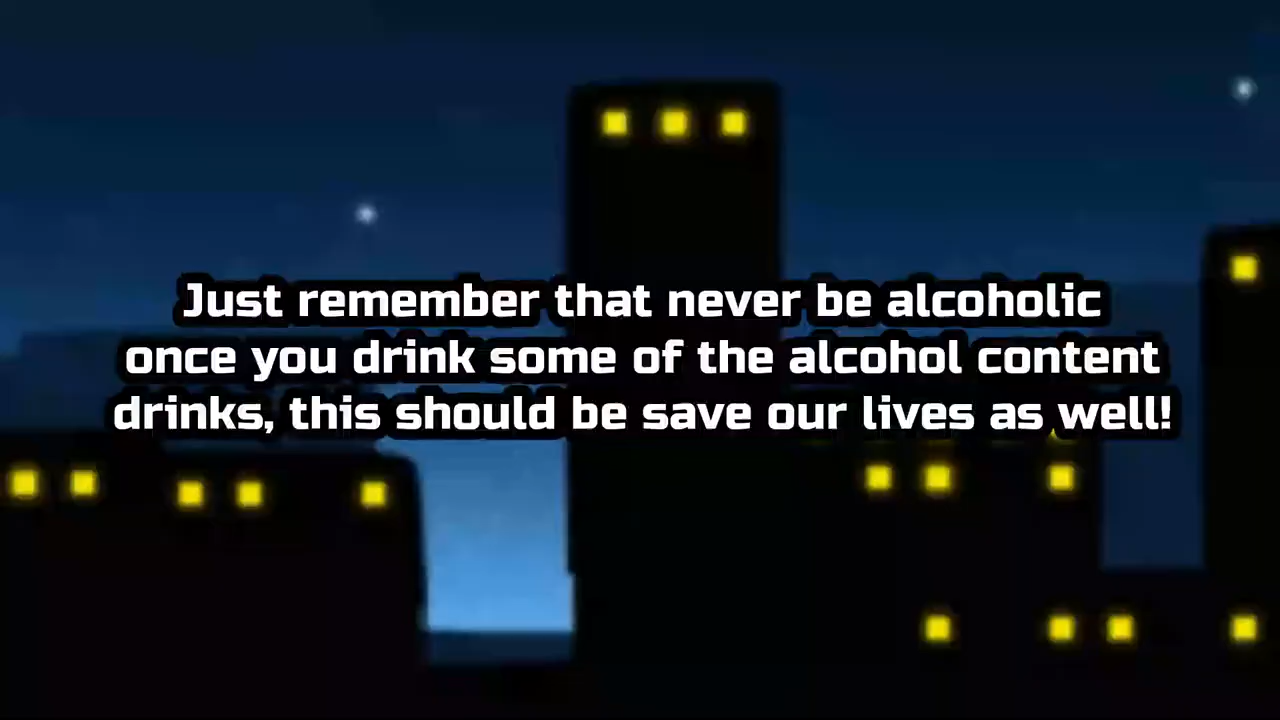 Just remember that never be alcoholic
once you drink some of the alcohol content
drinks, this should be save our lives as well!